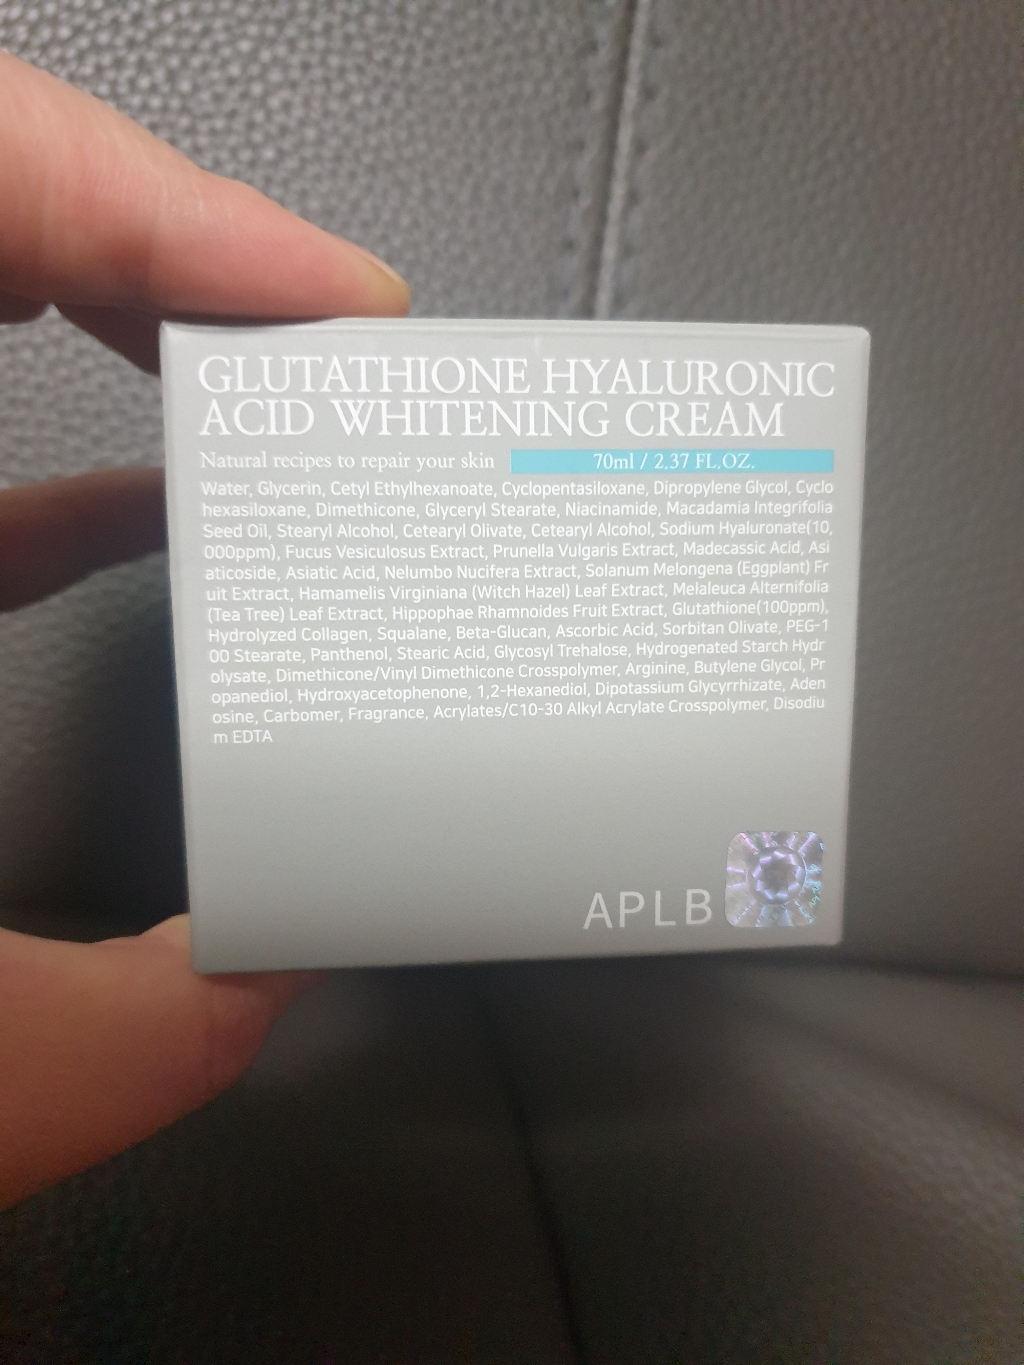 GLUTATHIONE HYALURONIC
ACID WHITENING CREAM
Natural recipes to repair your skin 70ml / 2.37 FL.OZ.
Water, Glycerin, Cetyl Ethylhexanoate, Cyclopentasiloxane, Dipropylene Glycol, Cyclo
hexasiloxane, Dimethicone, Glyceryl Stearate, Niacinamide, Macadamia Integrifolia
Seed Oil, Stearyl Alcohol, Cetearyl Olivate, Cetearyl Alcohol, Sodium Hyaluronate(10,
000ppm), Fucus Vesiculosus Extract, Prunella Vulgaris Extract, Madecassic Acid, Asi
aticoside, Asiatic Acid, Nelumbo Nucifera Extract, Solanum Melongena (Eggplant) Fr
uit Extract, Hamamelis Virginiana (Witch Hazel) Leaf Extract, Melaleuca Alternifolia
(Tea Tree) Leaf Extract, Hippophae Rhamnoides Fruit Extract, Glutathione(100ppm),
Hydrolyzed Collagen, Squalane, Beta-Glucan, Ascorbic Acid, Sorbitan Olivate, PEG-1
00 Stearate, Panthenol, Stearic Acid, Glycosyl Trehalose, Hydrogenated Starch Hydr
olysate, Dimethicone/Vinyl Dimethicone Crosspolymer, Arginine, Butylene Glycol, Pr
opanediol, Hydroxyacetophenone, 1,2-Hexanediol, Dipotassium Glycyrrhizate, Aden
osine, Carbomer, Fragrance, Acrylates/C10-30 Alkyl Acrylate Crosspolymer, Disodiu
m EDTA
APLB